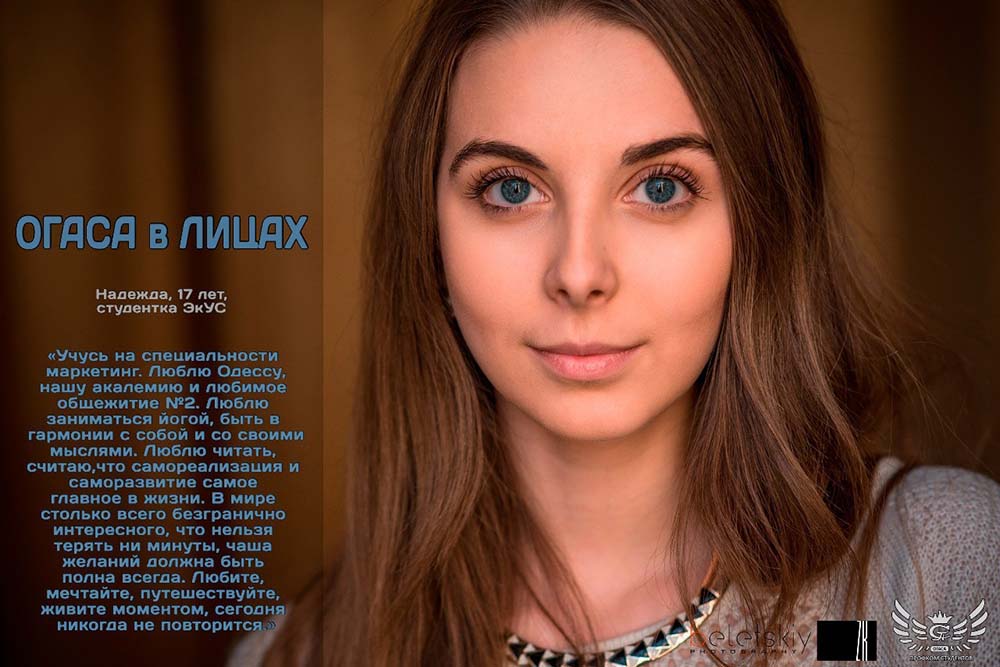 ОГАСА в ЛИЦАХ
Надежда, 17 лет,
студентка ЭкУС
«Учусь на специальности
маркетинг. Люблю Одессу,
нашу акалемию и любимое
общежитие №2. Люблю
заниматься йогой, быть в
гармонии с собой и со своими
мыслями. Люблю читать,
считаю,что самореализация и
саморазвитие самое
главное в жизни. В мире
столько всего безгранично
интересного, что нельзя
терять ни минуты, чаша
желаний должна быть
полна всегда. Любите,
мечтайте, путешествуйте,
живите моментом, сегодня
никогда не повторится.»
Keletskiy
PHOTOGRAPHY
ПРОФКОМ СТУДЕНТОВ